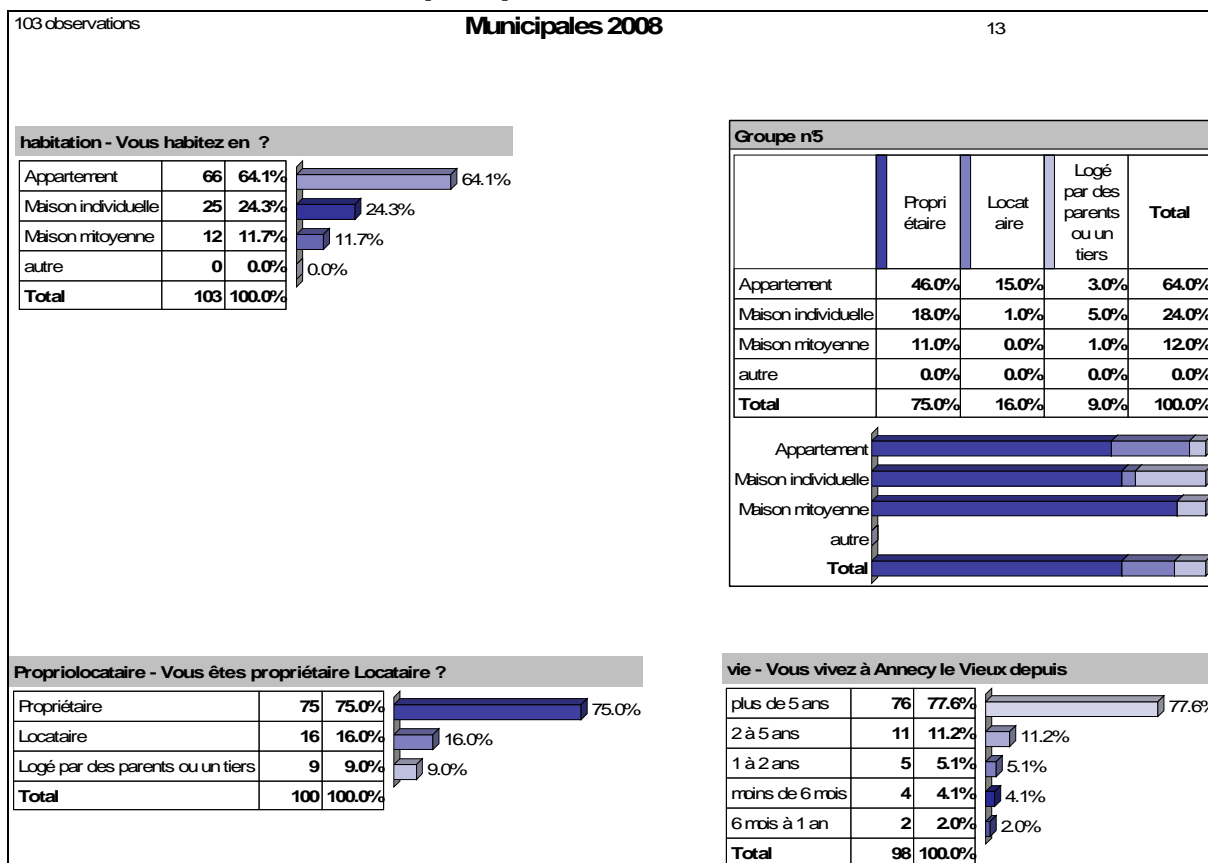 103 observations Municipales 2008 13
habitation - Vous habitez en ?
Appartement 66 64.1% 64.1%
Maison individuelle 25 24.3% 24.3%
Maison mitoyenne 12 11.7% 11.7%
autre 0 0.0% 0.0%
Total 103 100.0%
Groupe n°5
Propri
étaire
Locat
aire
Logé
par des
parents
ou un
tiers
Total
Appartement 46.0% 15.0% 3.0% 64.0%
Maison individuelle 18.0% 1.0% 5.0% 24.0%
Maison mitoyenne 11.0% 0.0% 1.0% 12.0%
autre 0.0% 0.0% 0.0% 0.0%
Total 75.0% 16.0% 9.0% 100.0%
Appartement
Maison individuelle
Maison mitoyenne
autre
Total
Propriolocataire - Vous êtes propriétaire Locataire ?
Propriétaire 75 75.0% 75.0%
Locataire 16 16.0% 16.0%
Logé par des parents ou un tiers 9 9.0% 9.0%
Total 100 100.0%
vie - Vous vivez à Annecy le Vieux depuis
plus de 5 ans 76 77.6% 77.6%
2 à 5 ans 11 11.2% 11.2%
1 à 2 ans 5 5.1% 5.1%
moins de 6 mois 4 4.1% 4.1%
6 mois à 1 an 2 2.0% 2.0%
Total 98 100.0%